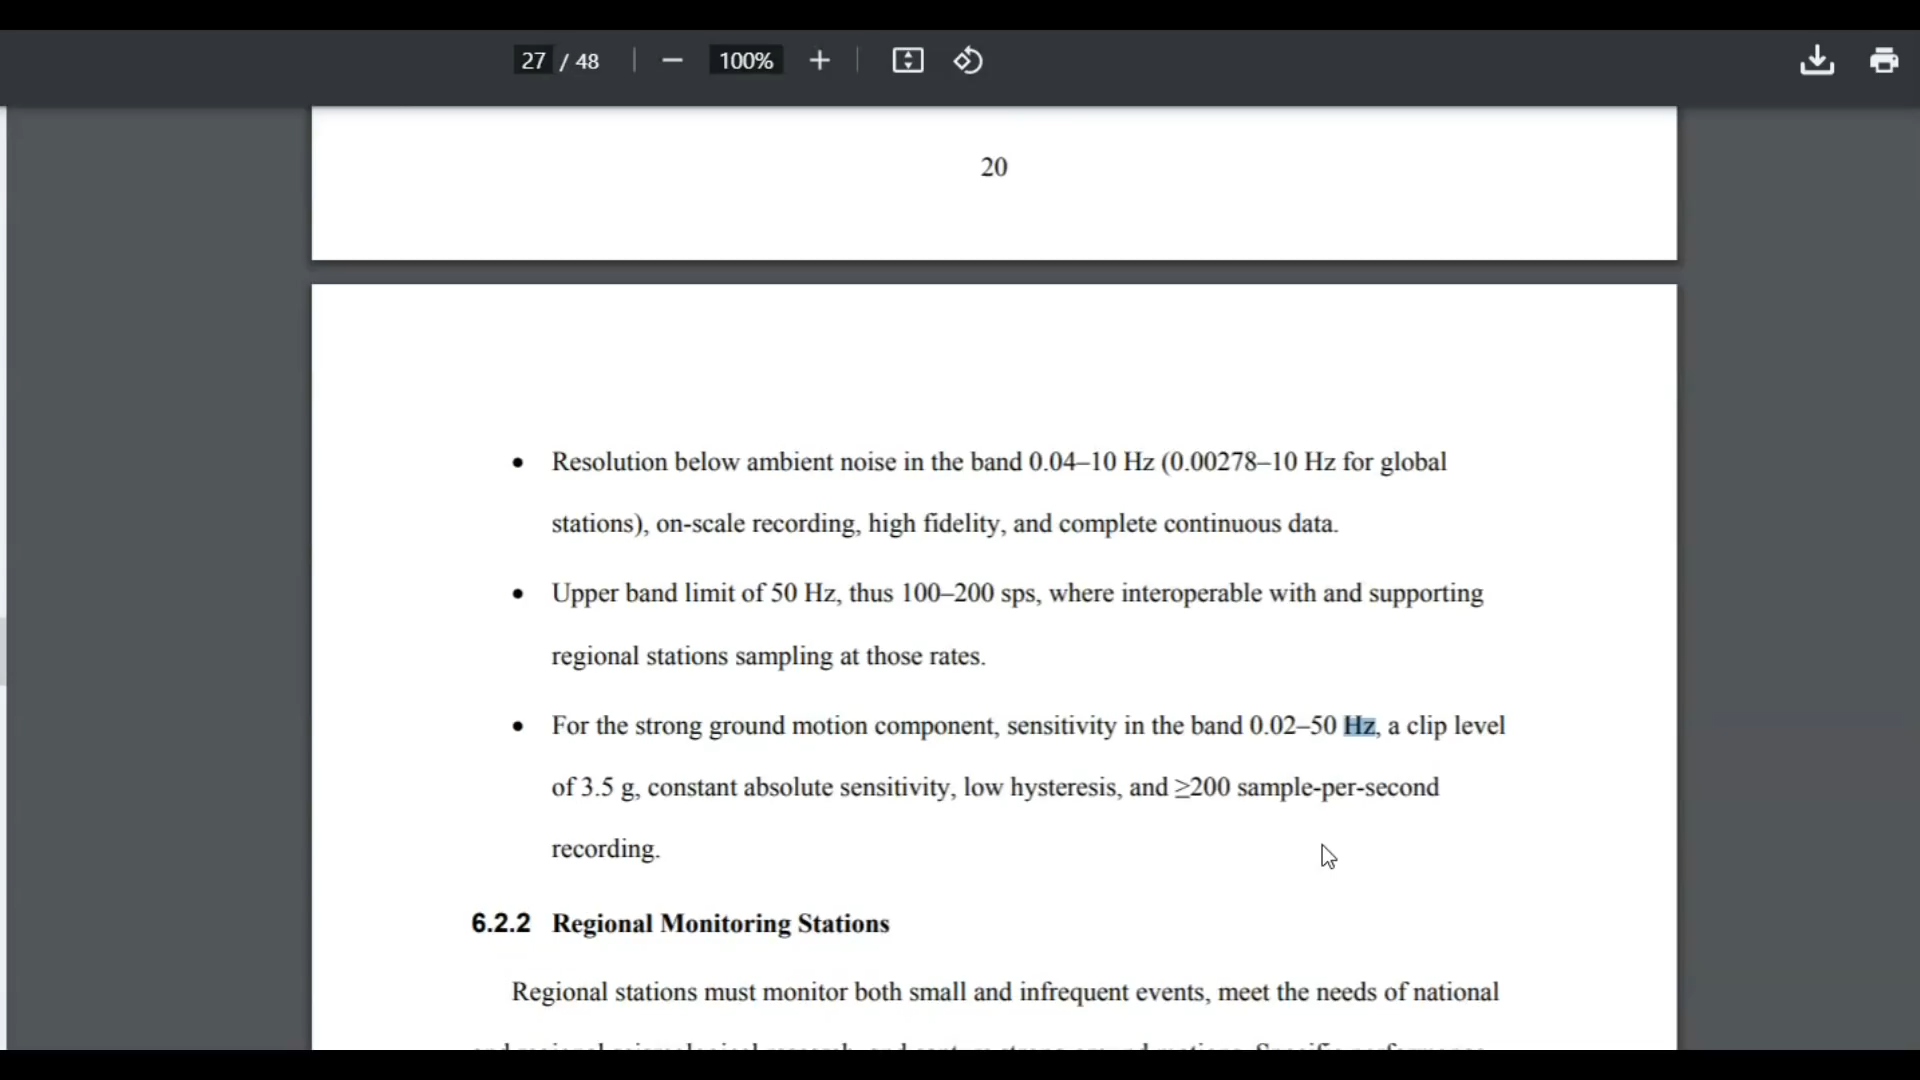 27 / 48 100%
20
• Resolution below ambient noise in the band 0.04–10 Hz (0.00278–10 Hz for global
stations), on-scale recording, high fidelity, and complete continuous data.
• Upper band limit of 50 Hz, thus 100–200 sps, where interoperable with and supporting
regional stations sampling at those rates.
• For the strong ground motion component, sensitivity in the band 0.02–50 Hz, a clip level
of 3.5 g, constant absolute sensitivity, low hysteresis, and ≥200 sample-per-second
recording.
6.2.2 Regional Monitoring Stations
Regional stations must monitor both small and infrequent events, meet the needs of national